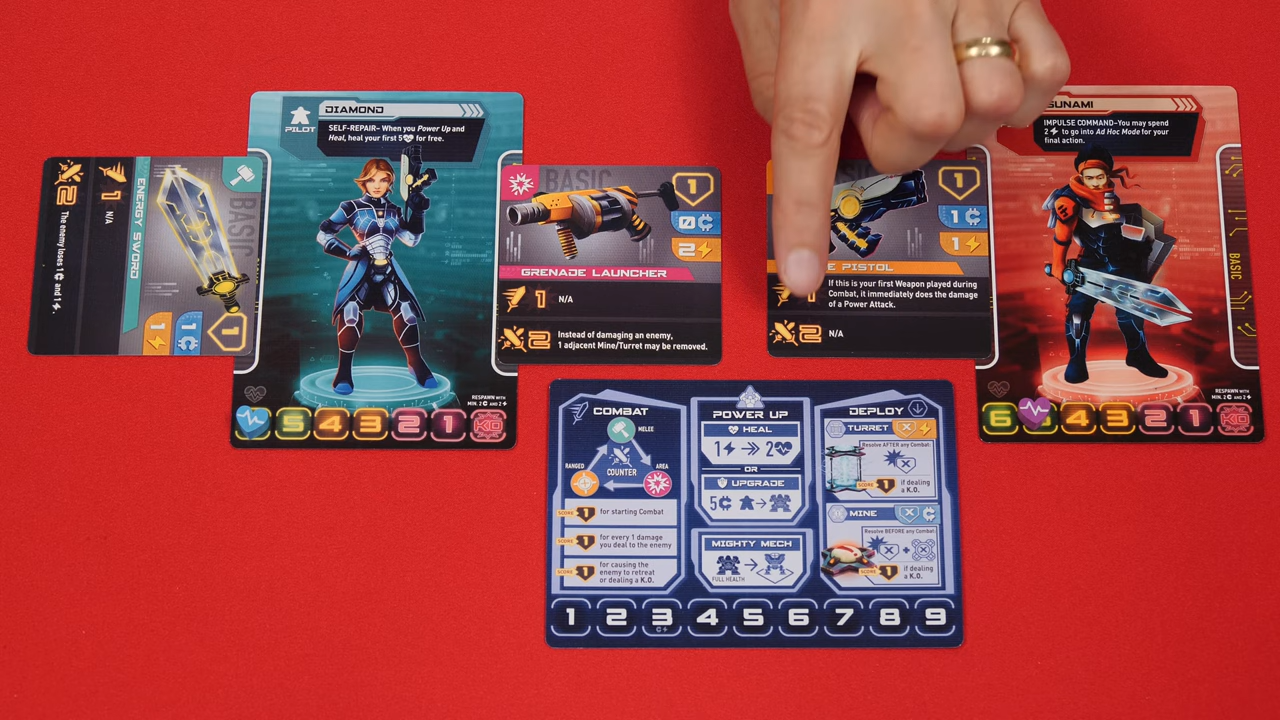 PILOT
DIAMOND
SELF-REPAIR– When you Power Up and
Heal, heal your first 5 for free.
RESPAWN WITH
MIN. 2 AND 2
5 4 3 2 1 KO
BASIC
ENERGY SWORD
1
1
1
1 N/A
2 The enemy loses 1 and 1 .
BASIC
1
0
2
GRENADE LAUNCHER
1 N/A
2 Instead of damaging an enemy,
1 adjacent Mine/Turret may be removed.
1
1
1
E PISTOL
1 If this is your first Weapon played during
Combat, it immediately does the damage
of a Power Attack.
2 N/A
SUNAMI
IMPULSE COMMAND–You may spend
2 to go into Ad Hoc Mode for your
final action.
BASIC
RESPAWN WITH
MIN. 2 AND 2
6 4 3 2 1 KO
COMBAT
MELEE
RANGED
COUNTER
AREA
SCORE 1 for starting Combat
SCORE 1 for every 1 damage
you deal to the enemy
SCORE 1 for causing the
enemy to retreat
or dealing a K.O.
POWER UP
HEAL
1 2
OR
UPGRADE
5
MIGHTY MECH
FULL HEALTH
DEPLOY
TURRET X
Resolve AFTER any Combat:
X
SCORE 1 if dealing
a K.O.
MINE X
Resolve BEFORE any Combat:
X +
SCORE 1 if dealing
a K.O.
1 2 3 4 5 6 7 8 9